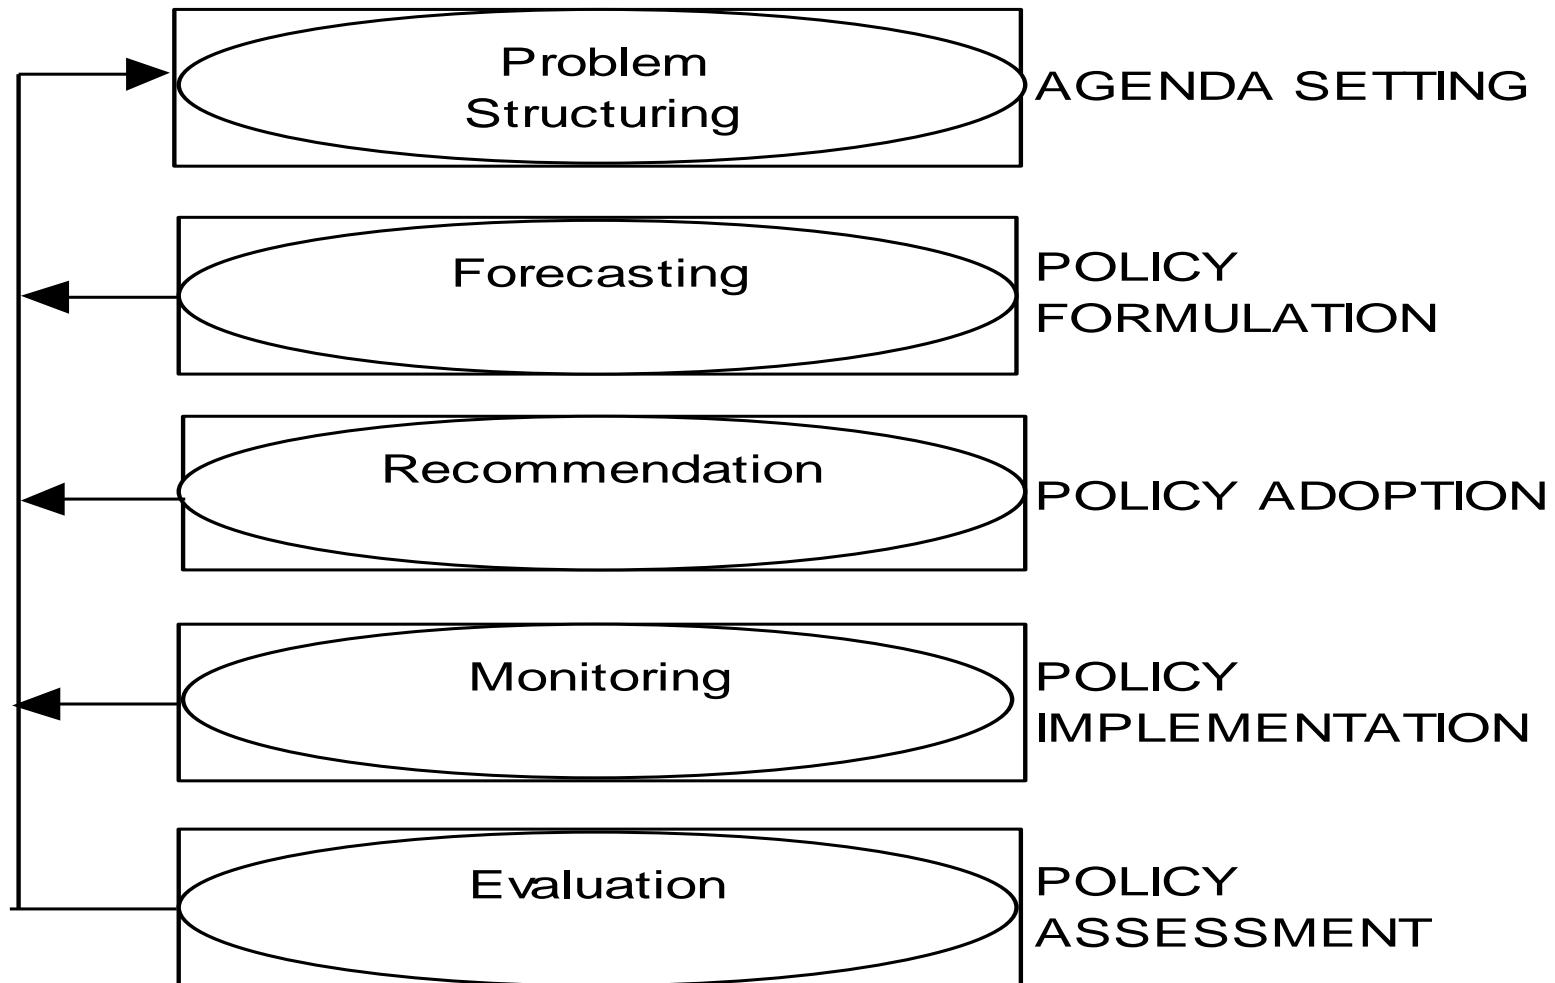 Problem
Structuring
AGENDA SETTING
Forecasting
POLICY
FORMULATION
Recommendation
POLICY ADOPTION
Monitoring
POLICY
IMPLEMENTATION
Evaluation
POLICY
ASSESSMENT